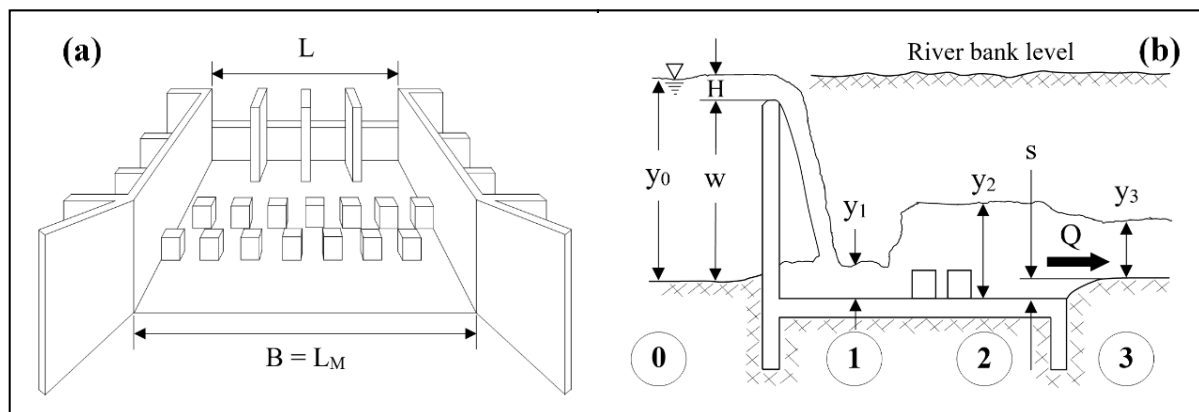 (a)
L
B = L_M
River bank level
(b)
H
y₀
w
y₁
y₂
s
y₃
Q
0
1
2
3